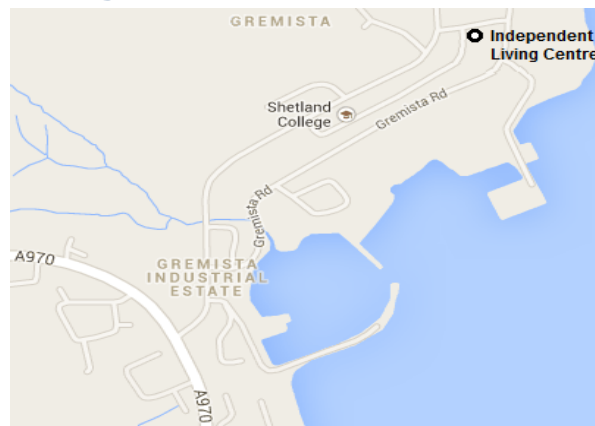 GREMISTA
Independent
Living Centre
Shetland
College
Gremista Rd
Gremista Rd
A970
GREMISTA
INDUSTRIAL
ESTATE
A970